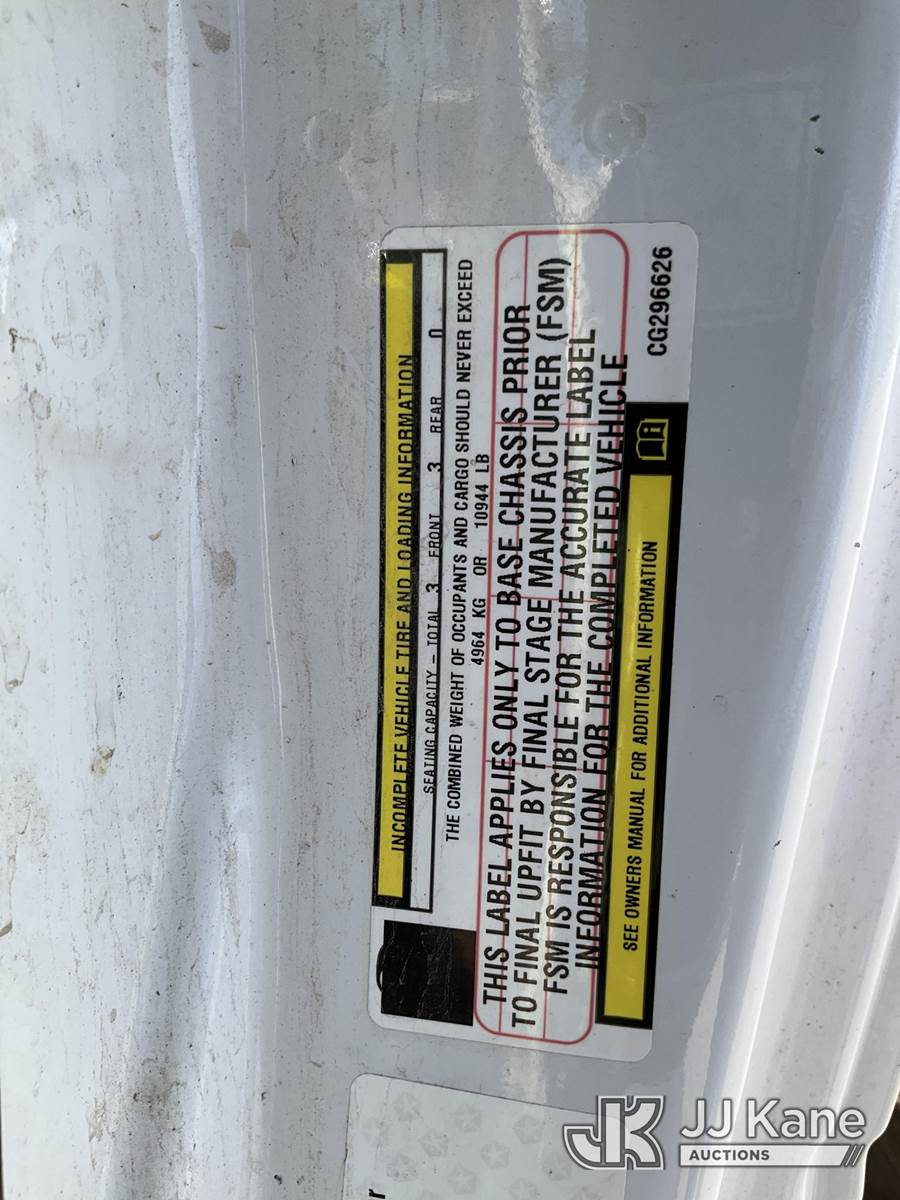 INCOMPLETE VEHICLE TIRE AND LOADING INFORMATION
SEATING CAPACITY - TOTAL 3 FRONT 3 REAR 0
THE COMBINED WEIGHT OF OCCUPANTS AND CARGO SHOULD NEVER EXCEED
4964 KG OR 10944 LB
THIS LABEL APPLIES ONLY TO BASE CHASSIS PRIOR
TO FINAL UPFIT BY FINAL STAGE MANUFACTURER (FSM)
FSM IS RESPONSIBLE FOR THE ACCURATE LABEL
INFORMATION FOR THE COMPLETED VEHICLE
SEE OWNERS MANUAL FOR ADDITIONAL INFORMATION
CG296626
r
JK JJ Kane
AUCTIONS